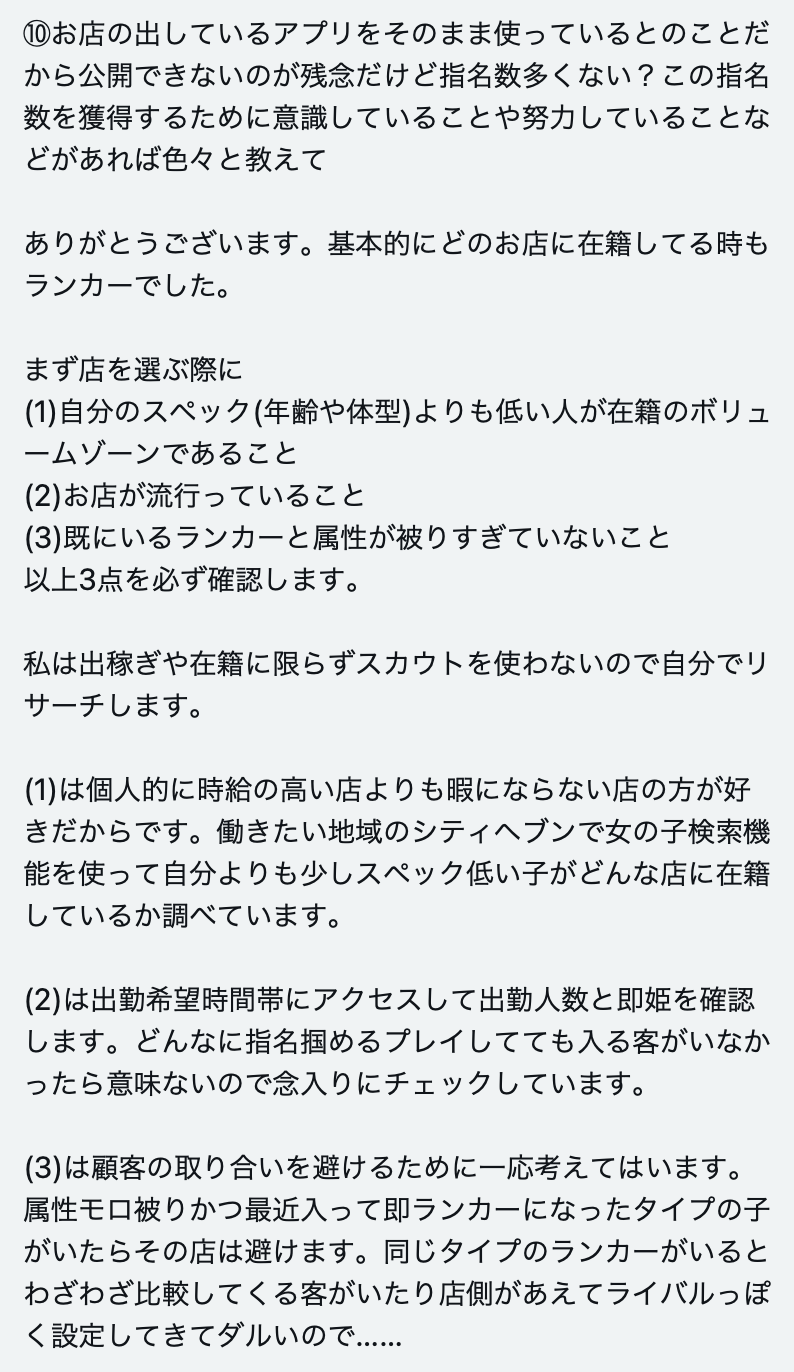 ⑩お店の出しているアプリをそのまま使っているとのことだ
から公開できないのが残念だけど指名数多くない？この指名
数を獲得するために意識していることや努力していることな
どがあれば色々と教えて
ありがとうございます。基本的にどのお店に在籍してる時も
ランカーでした。
まず店を選ぶ際に
(1)自分のスペック(年齢や体型)よりも低い人が在籍のボリュ
ームゾーンであること
(2)お店が流行っていること
(3)既にいるランカーと属性が被りすぎていないこと
以上3点を必ず確認します。
私は出稼ぎや在籍に限らずスカウトを使わないので自分でリ
サーチします。
(1)は個人的に時給の高い店よりも暇にならない店の方が好
きだからです。働きたい地域のシティヘブンで女の子検索機
能を使って自分よりも少しスペック低い子がどんな店に在籍
しているか調べています。
(2)は出勤希望時間帯にアクセスして出勤人数と即姫を確認
します。どんなに指名掴めるプレイしてても入る客がいなか
ったら意味ないので念入りにチェックしています。
(3)は顧客の取り合いを避けるために一応考えてはいます。
属性モロ被りかつ最近入って即ランカーになったタイプの子
がいたらその店は避けます。同じタイプのランカーがいると
わざわざ比較してくる客がいたり店側があえてライバルっぽ
く設定してきてダルいので……